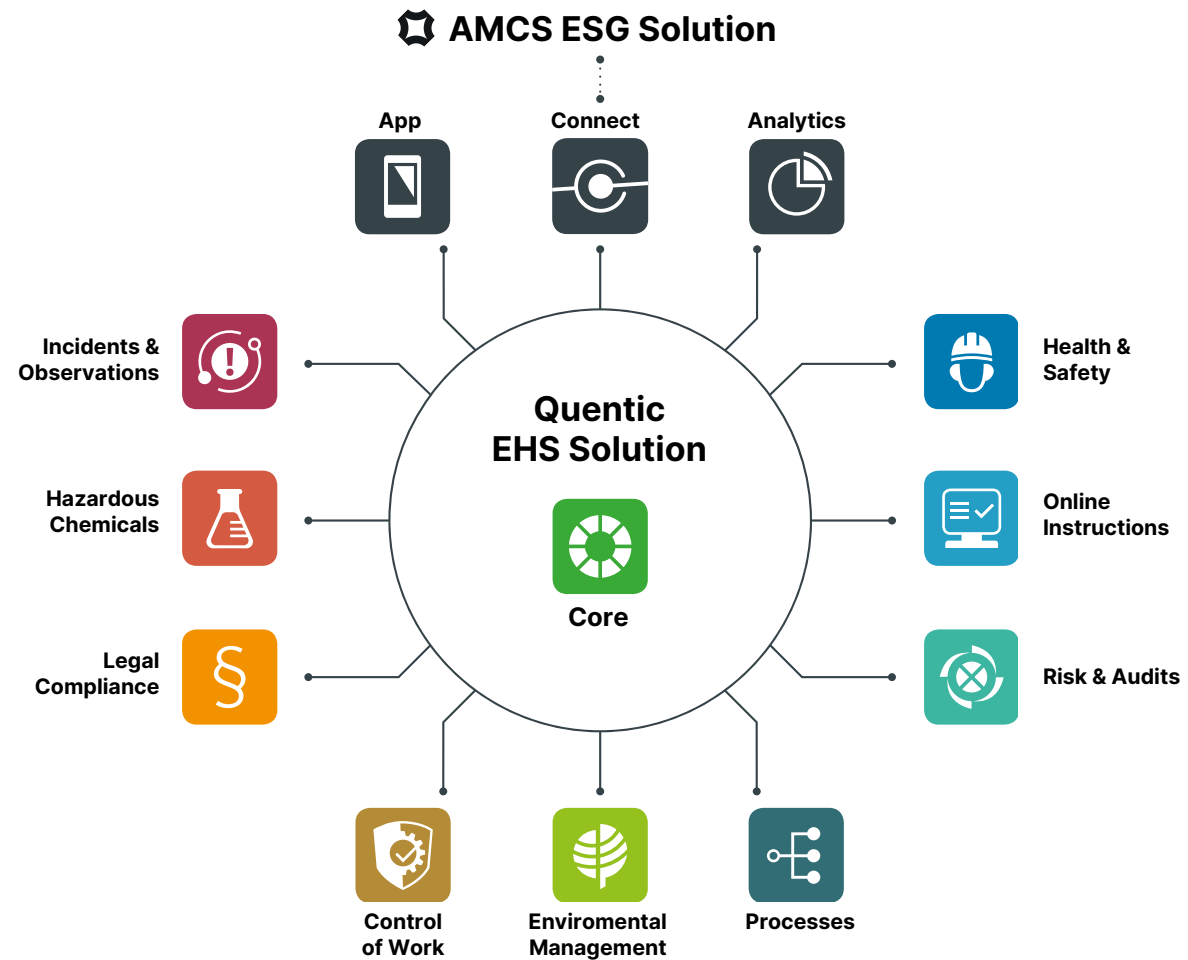 AMCS ESG Solution
App
Connect
Analytics
Incidents &
Observations
Health &
Safety
Quentic
EHS Solution
Hazardous
Chemicals
Online
Instructions
Core
Legal
Compliance
Risk & Audits
Control
of Work
Enviromental
Management
Processes